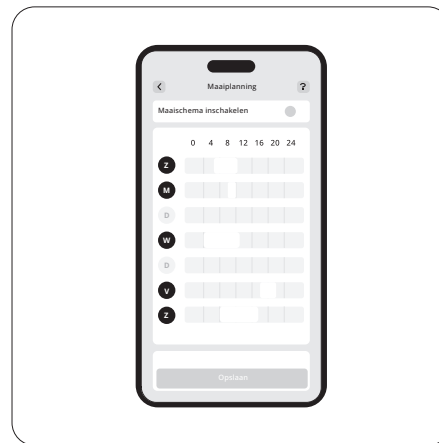 Maaiplanning ?
Maaischema inschakelen
0 4 8 12 16 20 24
Z
M
D
W
D
V
Z
Opslaan